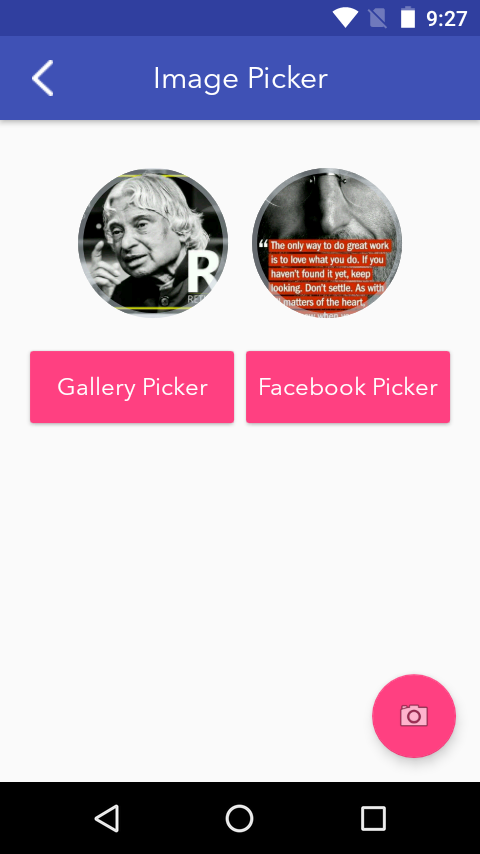 9:27
Image Picker
R
RET
“The only way to do great work
is to love what you do. If you
haven't found it yet, keep
looking. Don't settle. As with
matters of the heart,
Gallery Picker
Facebook Picker